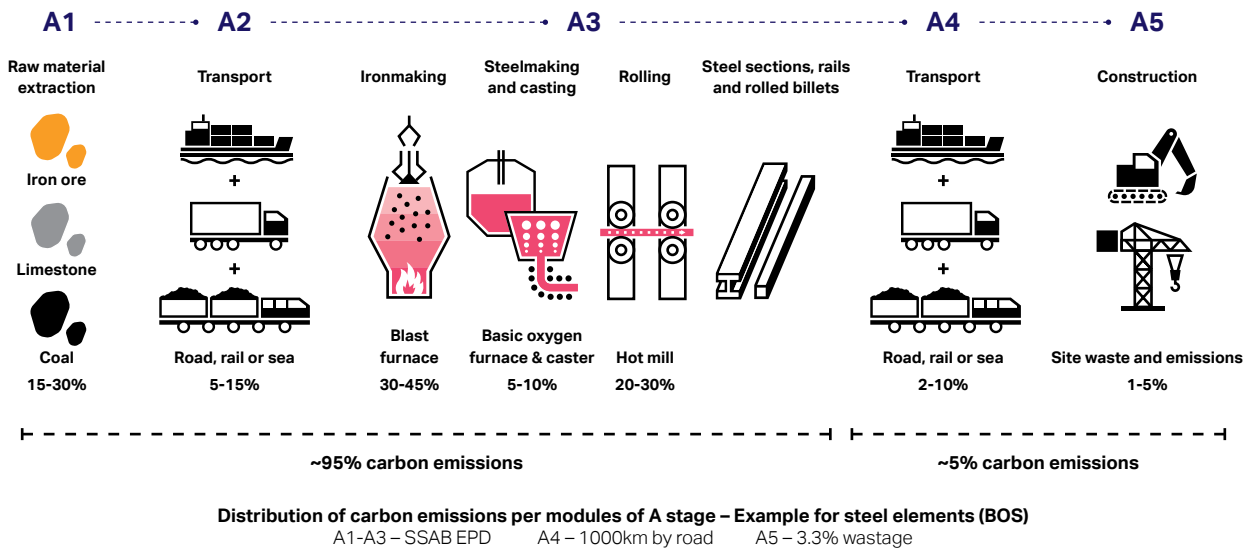 A1
A2
A3
A4
A5
Raw material
extraction
Transport
Ironmaking
Steelmaking
and casting
Rolling
Steel sections, rails
and rolled billets
Transport
Construction
Iron ore
+
+
Limestone
+
+
Coal
15-30%
Road, rail or sea
5-15%
Blast
furnace
30-45%
Basic oxygen
furnace & caster
5-10%
Hot mill
20-30%
Road, rail or sea
2-10%
Site waste and emissions
1-5%
~95% carbon emissions
~5% carbon emissions
Distribution of carbon emissions per modules of A stage – Example for steel elements (BOS)
A1-A3 – SSAB EPD A4 – 1000km by road A5 – 3.3% wastage